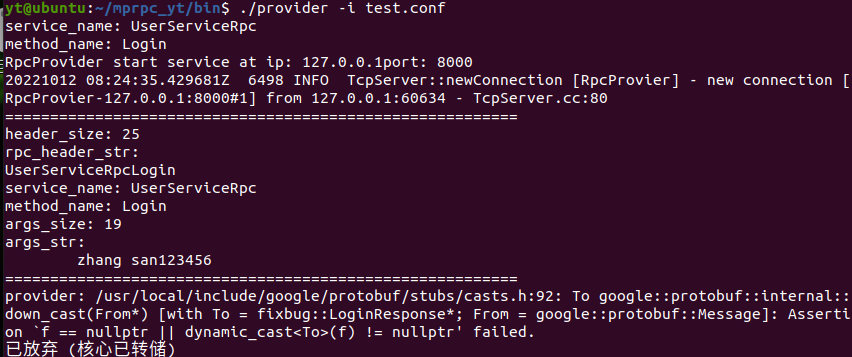 yt@ubuntu:~/mprpc_yt/bin$ ./provider -i test.conf
service_name: UserServiceRpc
method_name: Login
RpcProvider start service at ip: 127.0.0.1port: 8000
20221012 08:24:35.429681Z  6498 INFO  TcpServer::newConnection [RpcProvier] - new connection [
RpcProvier-127.0.0.1:8000#1] from 127.0.0.1:60634 - TcpServer.cc:80
=========================================================
header_size: 25
rpc_header_str:
UserServiceRpcLogin
service_name: UserServiceRpc
method_name: Login
args_size: 19
args_str:
        zhang san123456
=========================================================
provider: /usr/local/include/google/protobuf/stubs/casts.h:92: To google::protobuf::internal::
down_cast(From*) [with To = fixbug::LoginResponse*; From = google::protobuf::Message]: Asserti
on `f == nullptr || dynamic_cast<To>(f) != nullptr' failed.
已放弃 (核心已转储)